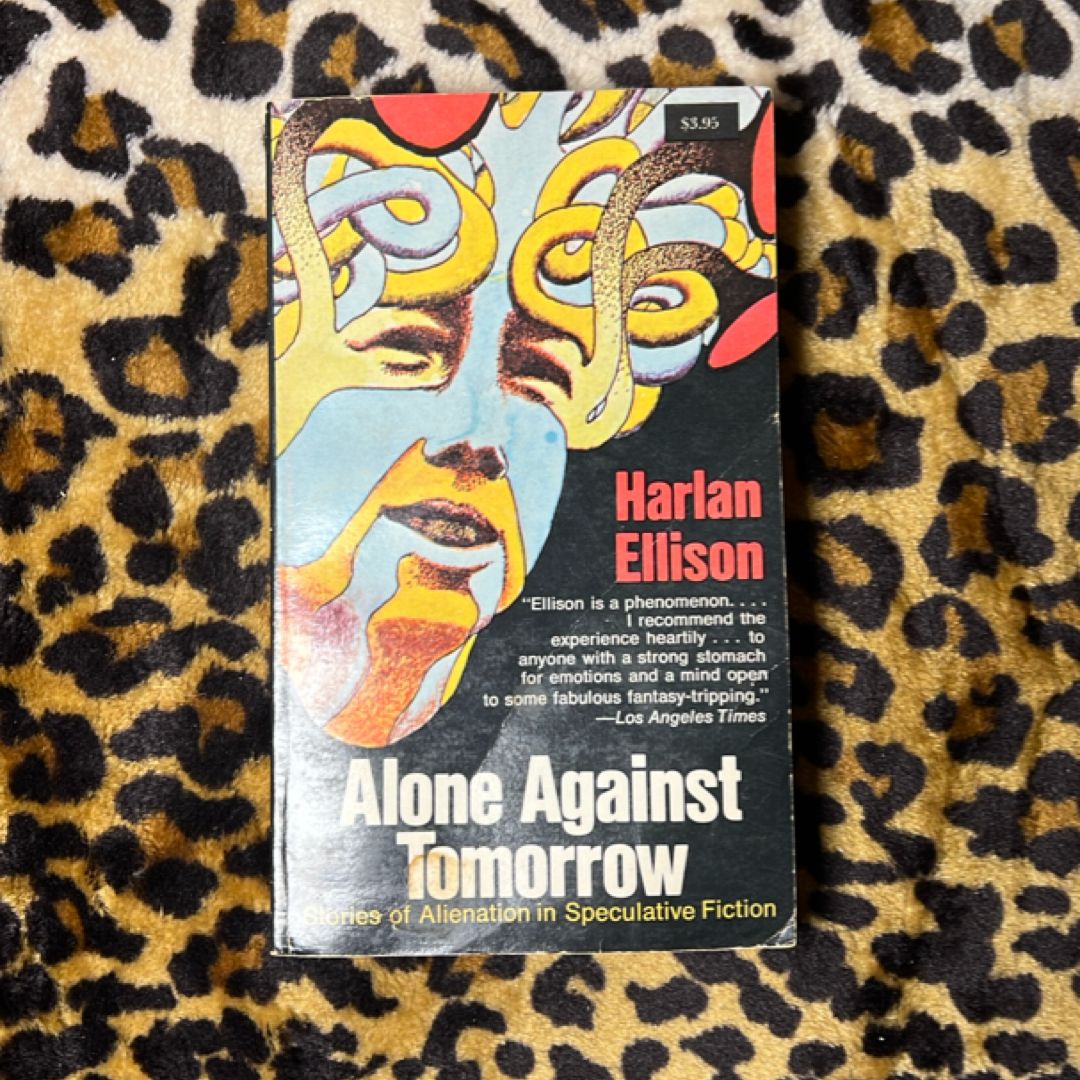 $3.95
Harlan
Ellison
"Ellison is a phenomenon. . . .
I recommend the
experience heartily . . . to
anyone with a strong stomach
for emotions and a mind open
to some fabulous fantasy-tripping."
—Los Angeles Times
Alone Against
Tomorrow
Stories of Alienation in Speculative Fiction